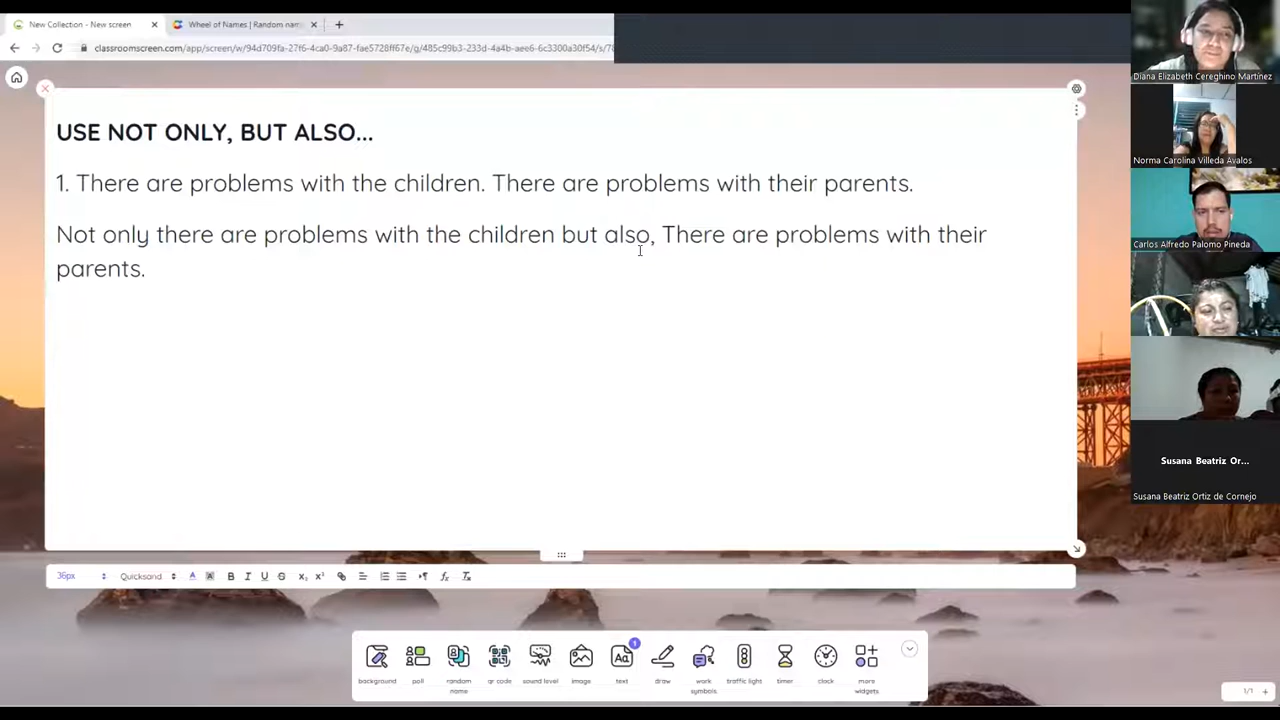 New Collection - New screen
Wheel of Names | Random nam
classroomscreen.com/app/screen/w/94d709fa-27f6-4ca0-9a87-fae5728ff67e/g/485c99b3-233d-4a4b-aee6-6c3300a30f54/s/78
USE NOT ONLY, BUT ALSO...
1. There are problems with the children. There are problems with their parents.
Not only there are problems with the children but also, There are problems with their
parents.
36px
Quicksand
background
poll
random
name
qr code
sound level
image
text
draw
work
symbols
traffic light
timer
clock
more
widgets
1
1/1
Diana Elizabeth Cereghino Martínez
Norma Carolina Villeda Avalos
Carlos Alfredo Palomo Pineda
Susana Beatriz Or...
Susana Beatriz Ortiz de Cornejo